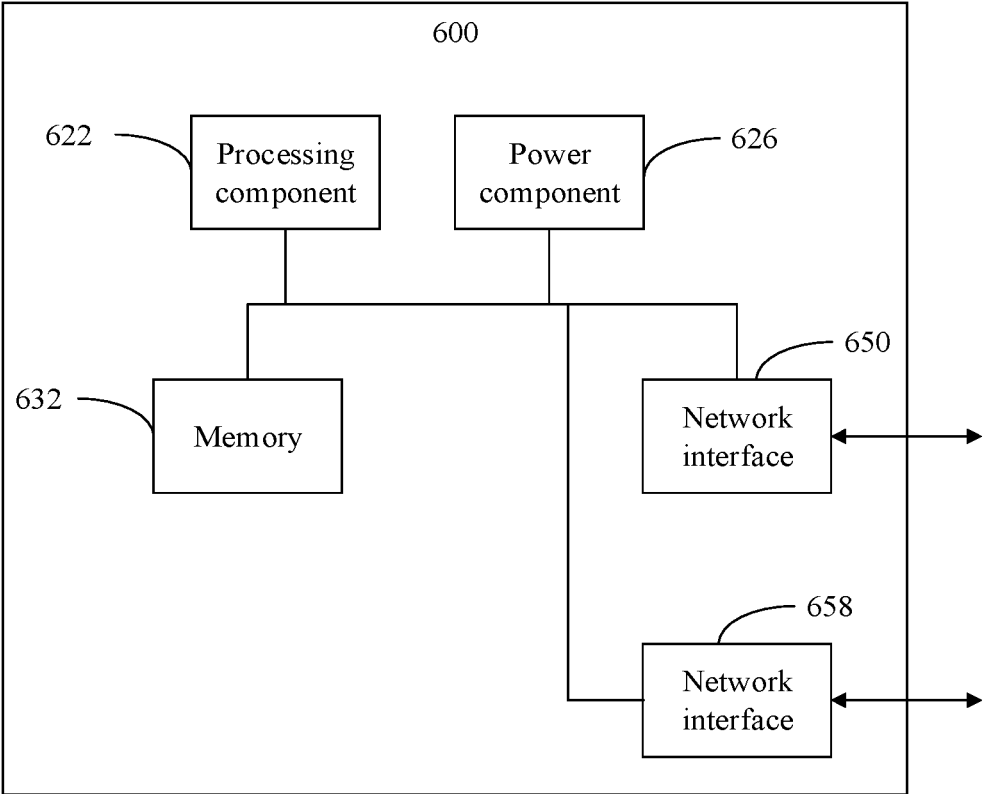 600
622
Processing
component
Power
component
626
650
632
Memory
Network
interface
658
Network
interface